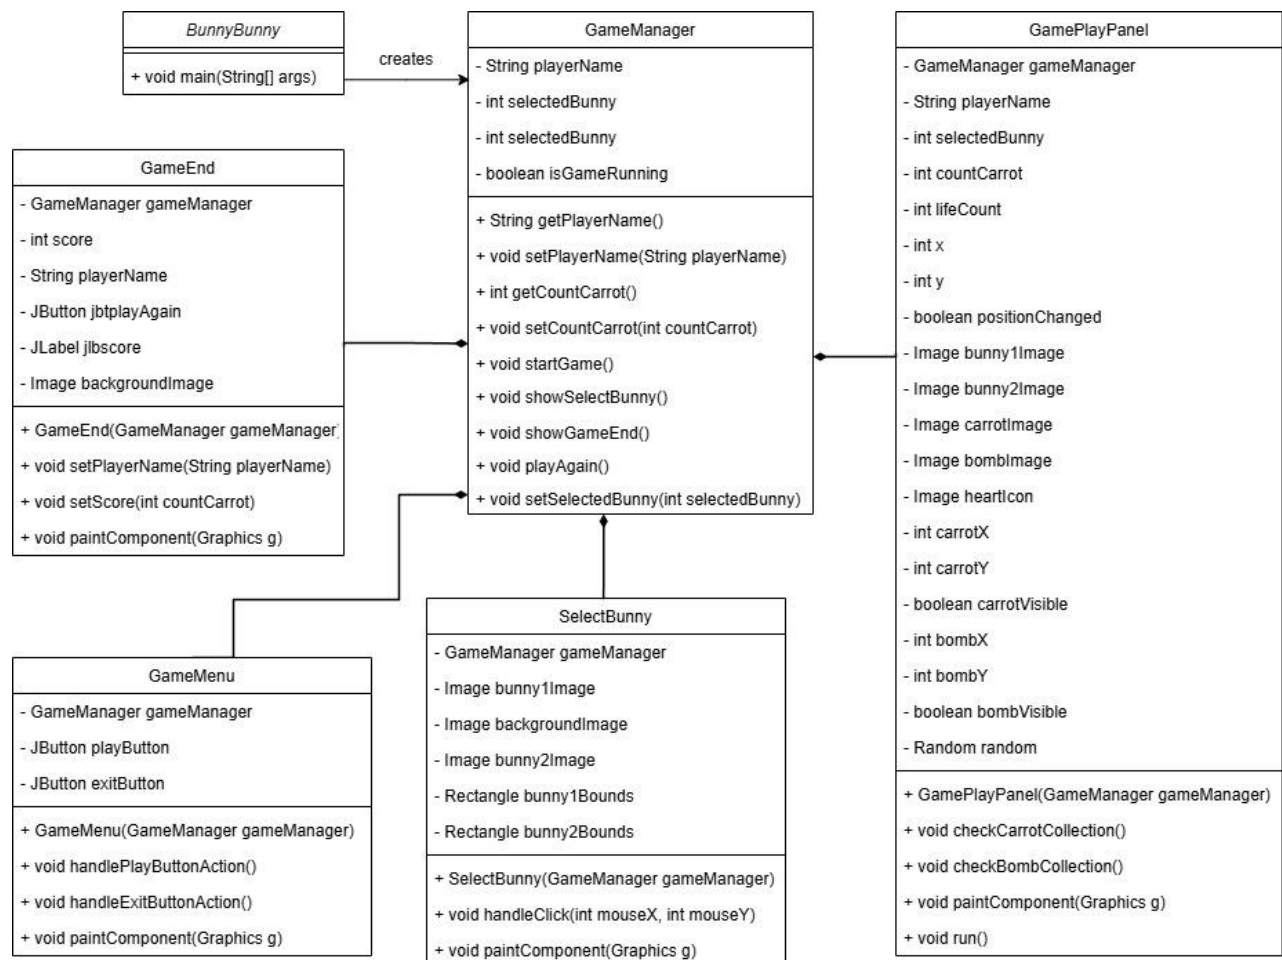 BunnyBunny
+ void main(String[] args)
creates
GameManager
- String playerName
- int selectedBunny
- int selectedBunny
- boolean isGameRunning
+ String getPlayerName()
+ void setPlayerName(String playerName)
+ int getCountCarrot()
+ void setCountCarrot(int countCarrot)
+ void startGame()
+ void showSelectBunny()
+ void showGameEnd()
+ void playAgain()
+ void setSelectedBunny(int selectedBunny)
GamePlayPanel
- GameManager gameManager
- String playerName
- int selectedBunny
- int countCarrot
- int lifeCount
- int x
- int y
- boolean positionChanged
- Image bunny1Image
- Image bunny2Image
- Image carrotImage
- Image bombImage
- Image heartIcon
- int carrotX
- int carrotY
- boolean carrotVisible
- int bombX
- int bombY
- boolean bombVisible
- Random random
+ GamePlayPanel(GameManager gameManager)
+ void checkCarrotCollection()
+ void checkBombCollection()
+ void paintComponent(Graphics g)
+ void run()
GameEnd
- GameManager gameManager
- int score
- String playerName
- JButton jbtplayAgain
- JLabel jlbscore
- Image backgroundImage
+ GameEnd(GameManager gameManager)
+ void setPlayerName(String playerName)
+ void setScore(int countCarrot)
+ void paintComponent(Graphics g)
GameMenu
- GameManager gameManager
- JButton playButton
- JButton exitButton
+ GameMenu(GameManager gameManager)
+ void handlePlayButtonAction()
+ void handleExitButtonAction()
+ void paintComponent(Graphics g)
SelectBunny
- GameManager gameManager
- Image bunny1Image
- Image backgroundImage
- Image bunny2Image
- Rectangle bunny1Bounds
- Rectangle bunny2Bounds
+ SelectBunny(GameManager gameManager)
+ void handleClick(int mouseX, int mouseY)
+ void paintComponent(Graphics g)